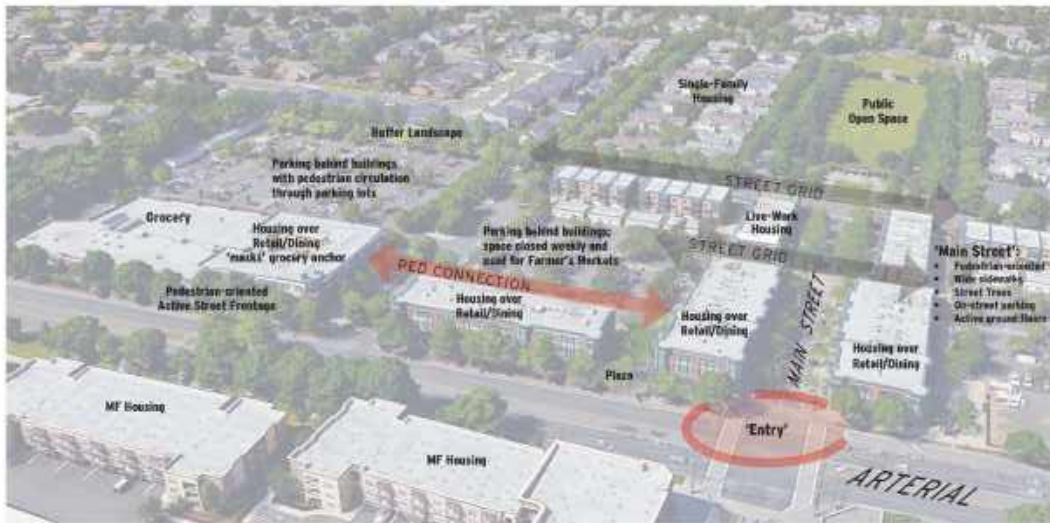 Single-Family
Housing
Public
Open Space
Buffer Landscape
Parking behind buildings
with pedestrian circulation
through parking lots
STREET GRID
Grocery
Housing over
Retail/Dining
'masks' grocery anchor
Parking behind buildings;
space closed weekly and
used for Farmer's Markets
Live-Work
Housing
STREET GRID
'Main Street':
• Pedestrian-oriented
• Wide sidewalks
• Street Trees
• On-street parking
• Active ground floors
PED CONNECTION
Pedestrian-oriented
Active Street Frontage
Housing over
Retail/Dining
Housing over
Retail/Dining
MAIN STREET
Housing over
Retail/Dining
Plaza
MF Housing
'Entry'
MF Housing
ARTERIAL